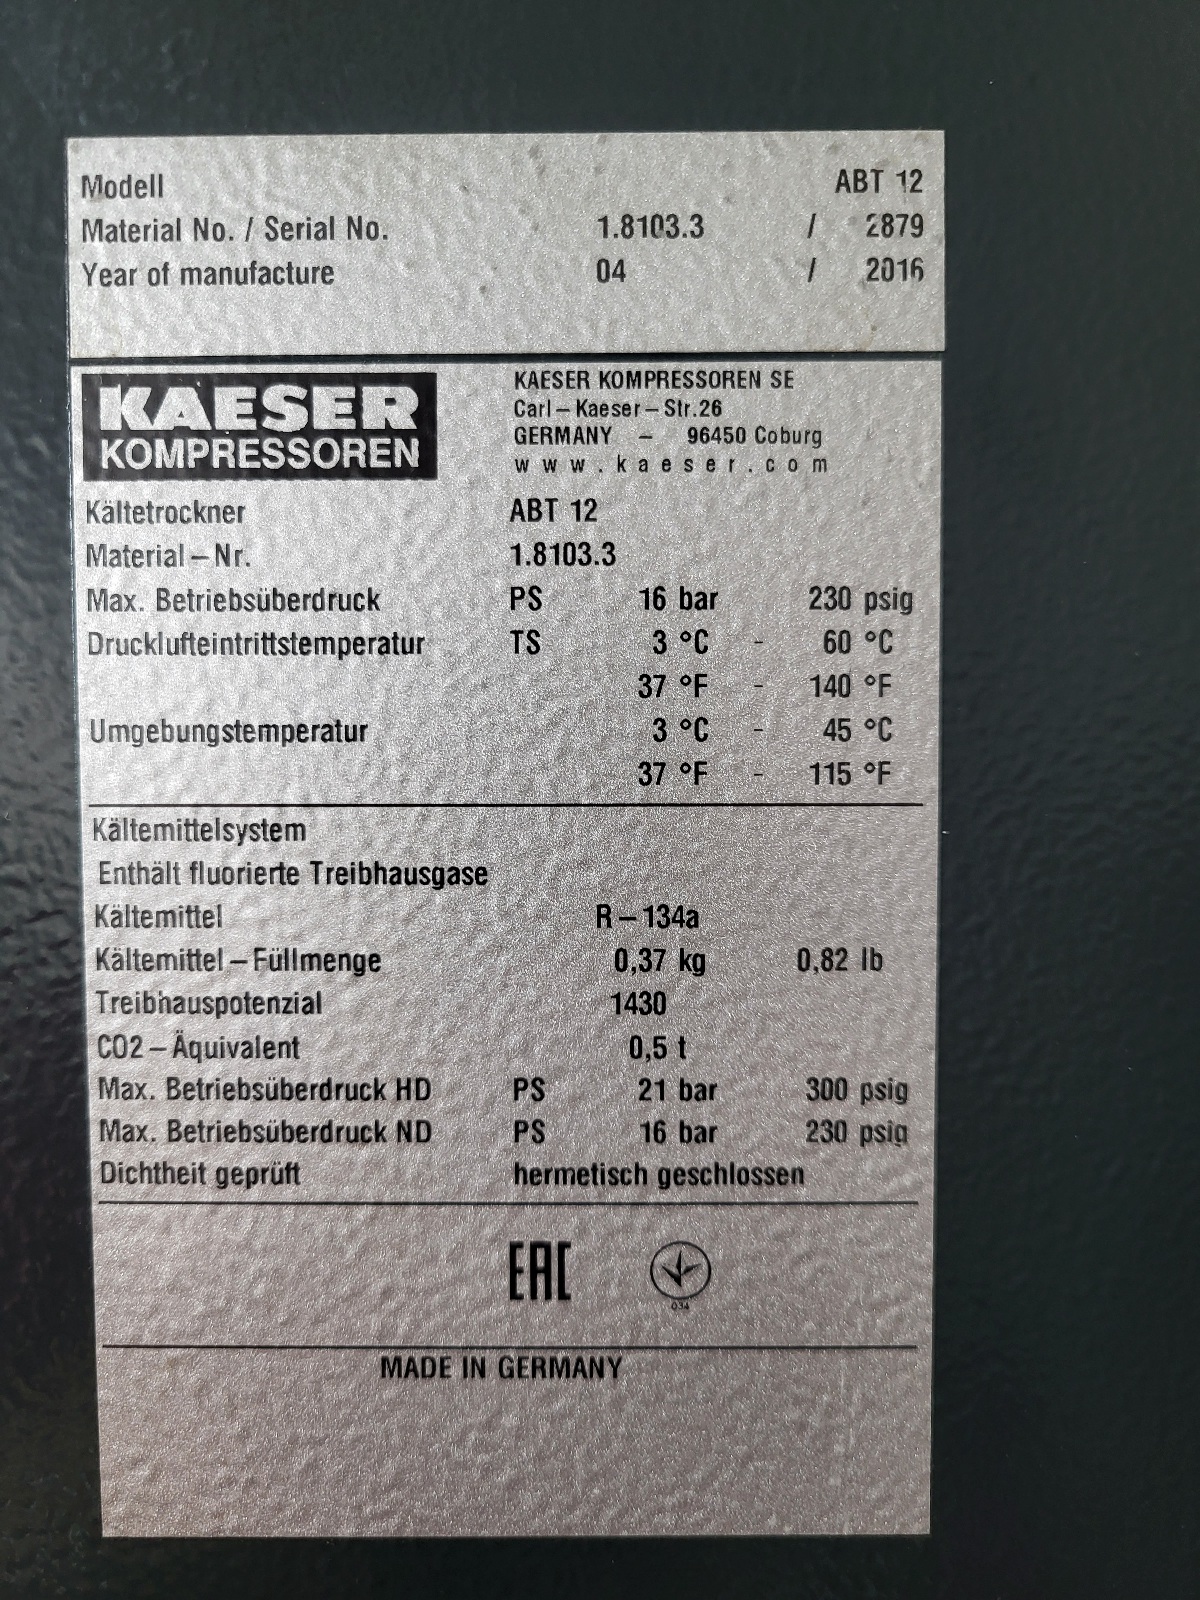 Modell ABT 12
Material No. / Serial No. 1.8103.3 / 2879
Year of manufacture 04 / 2016
KAESER
KOMPRESSOREN
KAESER KOMPRESSOREN SE
Carl–Kaeser–Str.26
GERMANY – 96450 Coburg
www.kaeser.com
Kältetrockner ABT 12
Material–Nr. 1.8103.3
Max. Betriebsüberdruck PS 16 bar 230 psig
Drucklufteintrittstemperatur TS 3 °C - 60 °C
37 °F - 140 °F
Umgebungstemperatur 3 °C - 45 °C
37 °F - 115 °F
Kältemittelsystem
Enthält fluorierte Treibhausgase
Kältemittel R–134a
Kältemittel–Füllmenge 0,37 kg 0,82 lb
Treibhauspotenzial 1430
CO2–Äquivalent 0,5 t
Max. Betriebsüberdruck HD PS 21 bar 300 psig
Max. Betriebsüberdruck ND PS 16 bar 230 psig
Dichtheit geprüft hermetisch geschlossen
EAC
034
MADE IN GERMANY